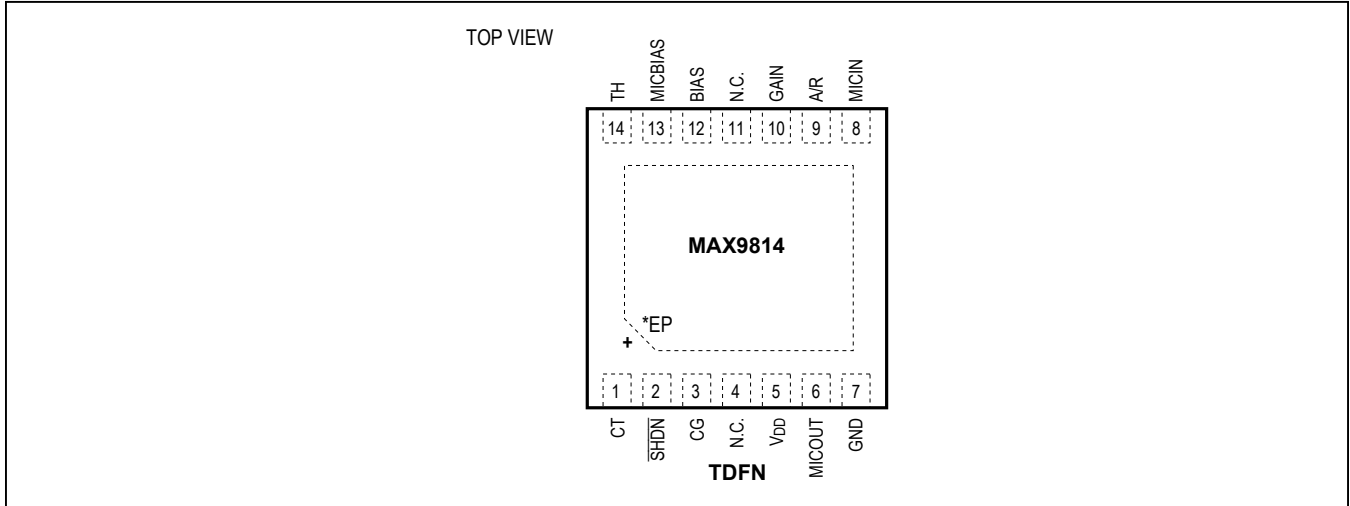 TOP VIEW
TH MICBIAS BIAS N.C. GAIN A/R MICIN
14 13 12 11 10 9 8
MAX9814
*EP
+
1 2 3 4 5 6 7
CT SHDN CG N.C. VDD MICOUT GND
TDFN